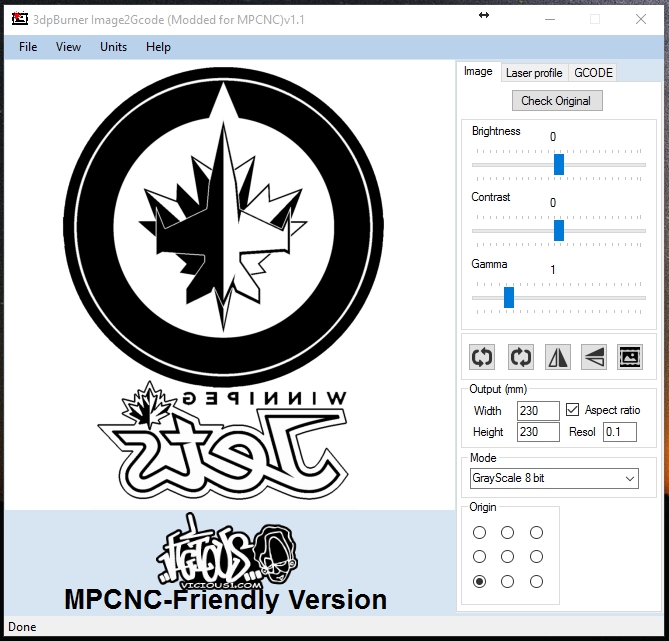 3dpBurner Image2Gcode (Modded for MPCNC)v1.1
File View Units Help
Image Laser profile GCODE
Check Original
Brightness
0
Contrast
0
Gamma
1
Output (mm)
Width 230 Aspect ratio
Height 230 Resol 0.1
Mode
GrayScale 8 bit
Origin
WINNIPEG
Jets
VICIOUS
VICIOUS1.COM
MPCNC-Friendly Version
Done